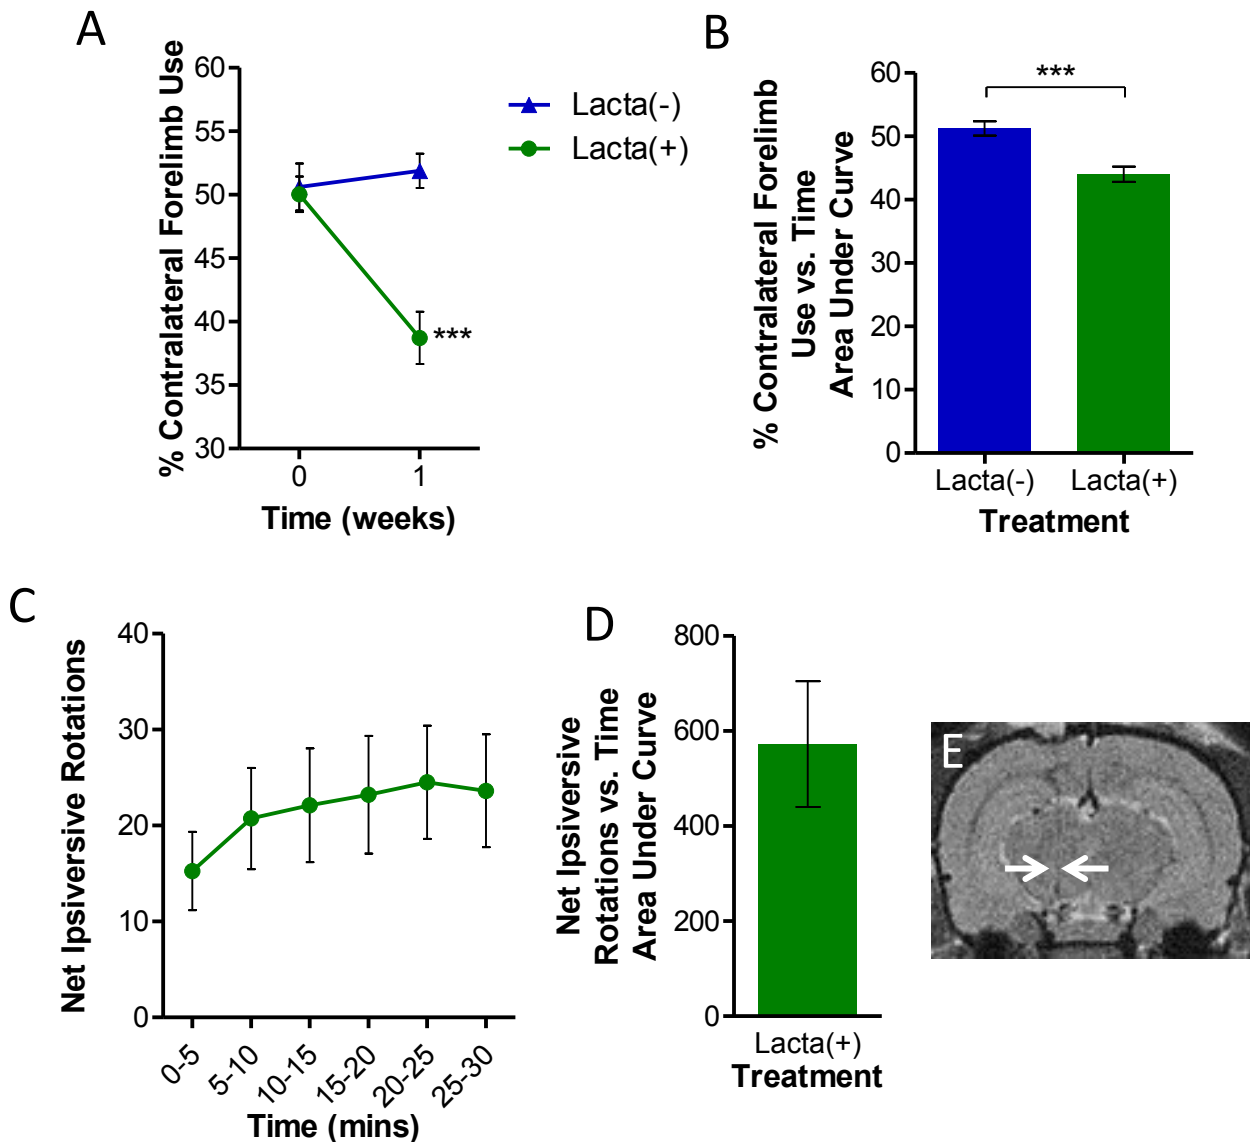 A
% Contralateral Forelimb Use
60
55
50
45
40
35
30
***
0
1
Time (weeks)
Lacta(-)
Lacta(+)
B
% Contralateral Forelimb
Use vs. Time
Area Under Curve
60
50
40
30
20
10
0
***
Lacta(-)
Lacta(+)
Treatment
C
Net Ipsiversive Rotations
40
30
20
10
0
0-5
5-10
10-15
15-20
20-25
25-30
Time (mins)
D
Net Ipsiversive
Rotations vs. Time
Area Under Curve
800
600
400
200
0
Lacta(+)
Treatment
E